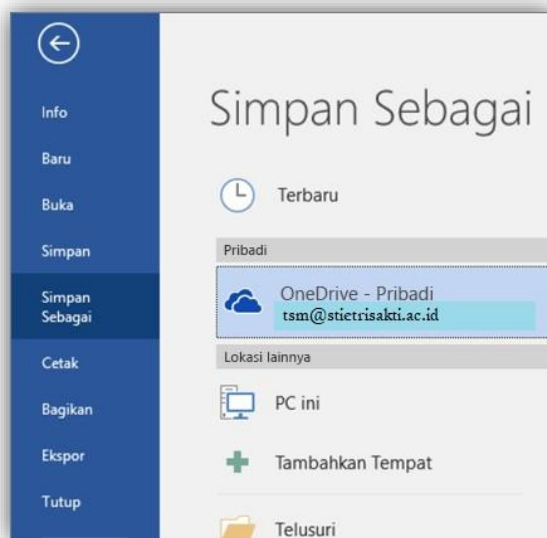 Info
Baru
Buka
Simpan
Simpan
Sebagai
Cetak
Bagikan
Ekspor
Tutup
Simpan Sebagai
Terbaru
Pribadi
OneDrive - Pribadi
tsm@stietrisakti.ac.id
Lokasi lainnya
PC ini
Tambahkan Tempat
Telusuri